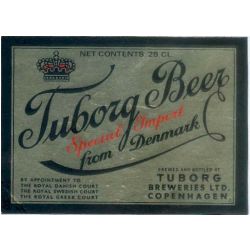 NET CONTENTS 28 CL.
Tuborg Beer
Special Import
from Denmark
BY APPOINTMENT TO
THE ROYAL DANISH COURT
THE ROYAL SWEDISH COURT
THE ROYAL GREEK COURT
BREWED AND BOTTLED BY
TUBORG
BREWERIES LTD.
COPENHAGEN